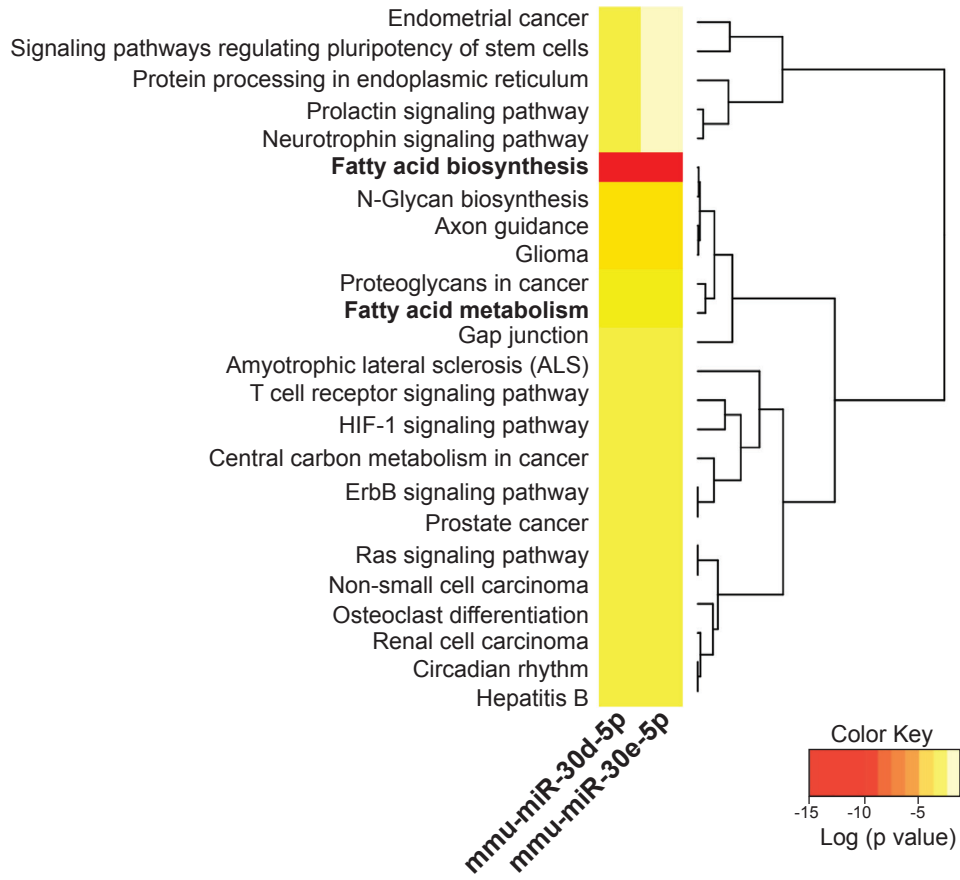 Endometrial cancer
Signaling pathways regulating pluripotency of stem cells
Protein processing in endoplasmic reticulum
Prolactin signaling pathway
Neurotrophin signaling pathway
Fatty acid biosynthesis
N-Glycan biosynthesis
Axon guidance
Glioma
Proteoglycans in cancer
Fatty acid metabolism
Gap junction
Amyotrophic lateral sclerosis (ALS)
T cell receptor signaling pathway
HIF-1 signaling pathway
Central carbon metabolism in cancer
ErbB signaling pathway
Prostate cancer
Ras signaling pathway
Non-small cell carcinoma
Osteoclast differentiation
Renal cell carcinoma
Circadian rhythm
Hepatitis B
mmu-miR-30d-5p
mmu-miR-30e-5p
Color Key
-15 -10 -5
Log (p value)